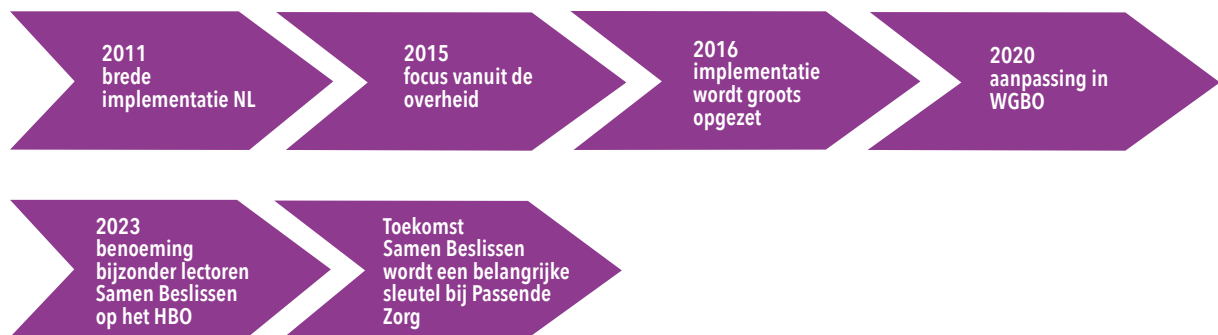 2011
brede
implementatie NL
2015
focus vanuit de
overheid
2016
implementatie
wordt groots
opgezet
2020
aanpassing in
WGBO
2023
benoeming
bijzonder lectoren
Samen Beslissen
op het HBO
Toekomst
Samen Beslissen
wordt een belangrijke
sleutel bij Passende
Zorg